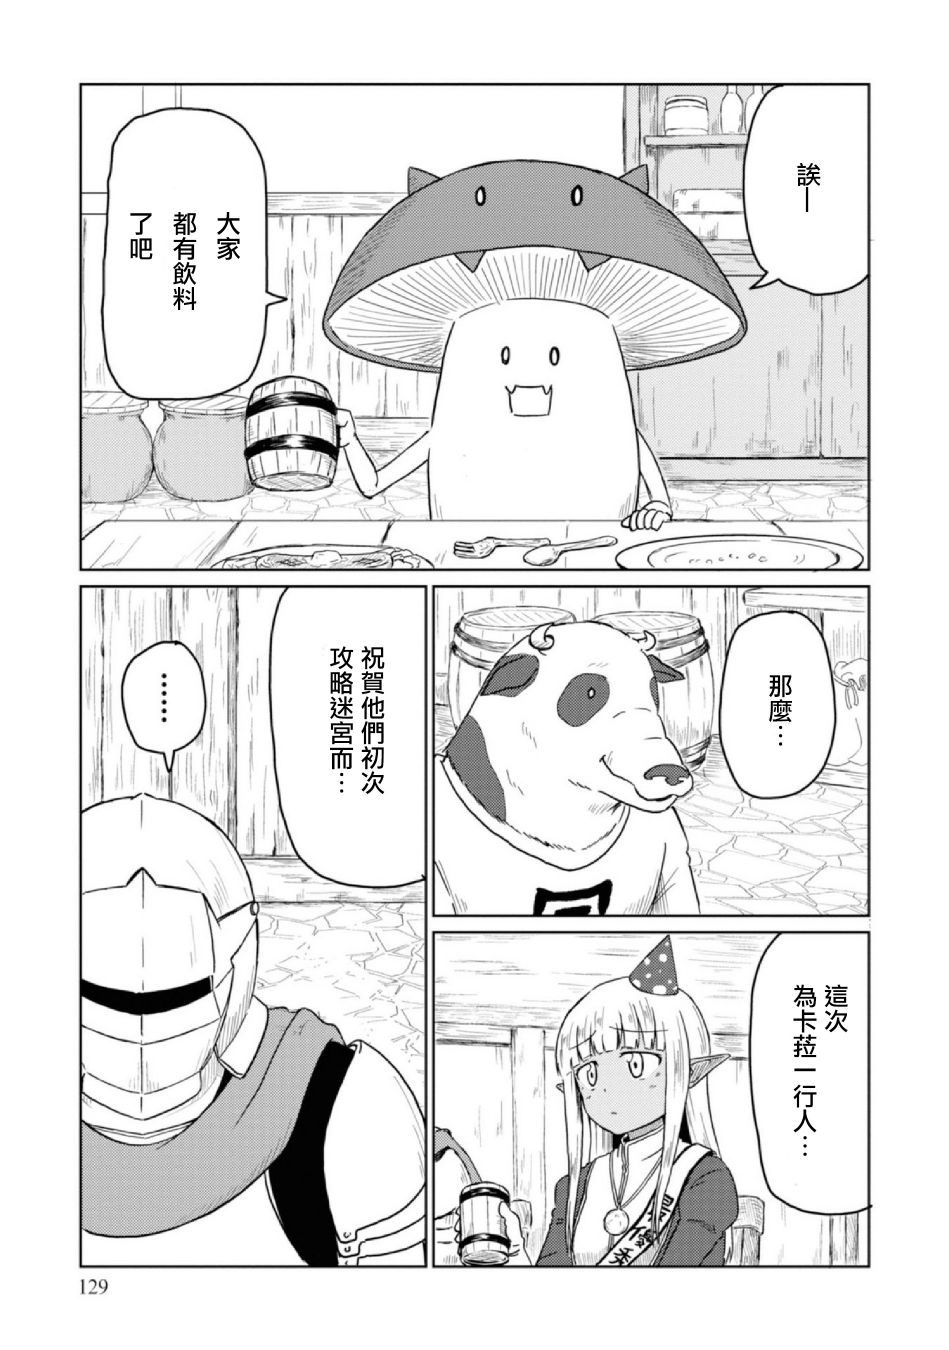 誒—
大家
都有飲料
了吧
那麼…
這次
為卡菈一行人…
祝賀他們初次
攻略迷宮而…
……
129